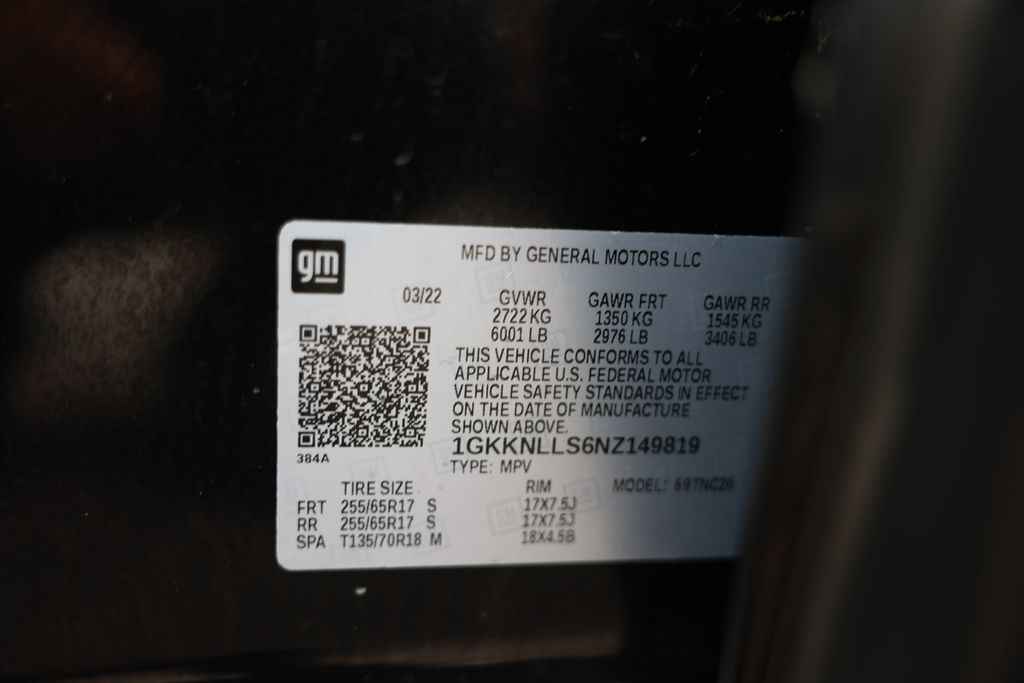 gm
MFD BY GENERAL MOTORS LLC
03/22 GVWR GAWR FRT GAWR RR
2722 KG 1350 KG 1545 KG
6001 LB 2976 LB 3406 LB
THIS VEHICLE CONFORMS TO ALL
APPLICABLE U.S. FEDERAL MOTOR
VEHICLE SAFETY STANDARDS IN EFFECT
ON THE DATE OF MANUFACTURE
SHOWN ABOVE.
384A
1GKKNLLS6NZ149819
TYPE: MPV
TIRE SIZE RIM MODEL: 69TNC26
FRT 255/65R17 S 17X7.5J
RR 255/65R17 S 17X7.5J
SPA T135/70R18 M 18X4.5B